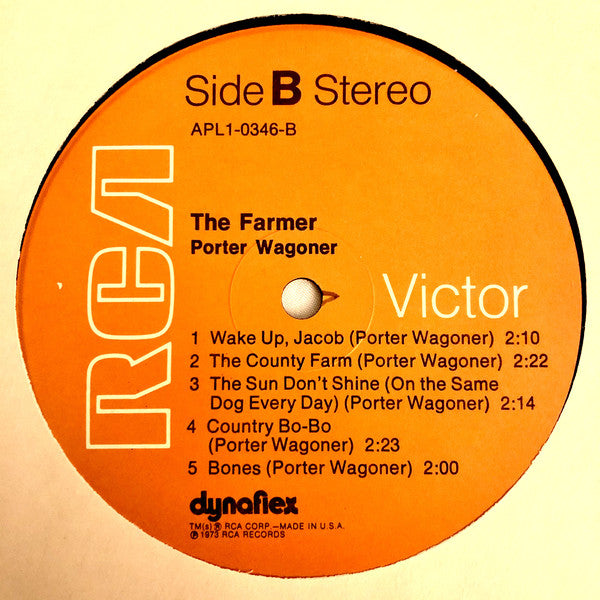 Side B Stereo
APL1-0346-B
RCA
The Farmer
Porter Wagoner
Victor
1 Wake Up, Jacob (Porter Wagoner) 2:10
2 The County Farm (Porter Wagoner) 2:22
3 The Sun Don't Shine (On the Same
Dog Every Day) (Porter Wagoner) 2:14
4 Country Bo-Bo
(Porter Wagoner) 2:23
5 Bones (Porter Wagoner) 2:00
dynaflex
TM(s) ® RCA CORP.—MADE IN U.S.A.
℗ 1973 RCA RECORDS